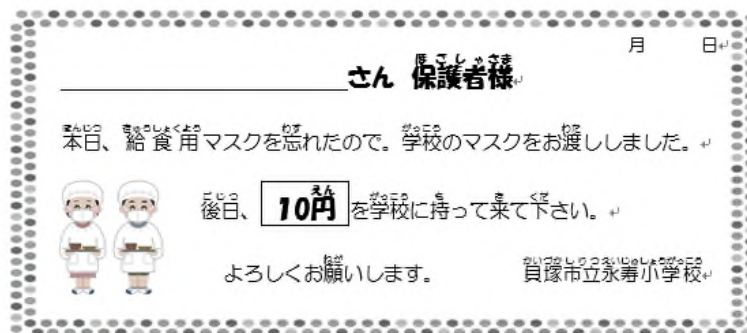 月 日
さん 保護者様
本日、給食用マスクを忘れたので。学校のマスクをお渡ししました。
後日、10円を学校に持って来て下さい。
よろしくお願いします。 貝塚市立永寿小学校